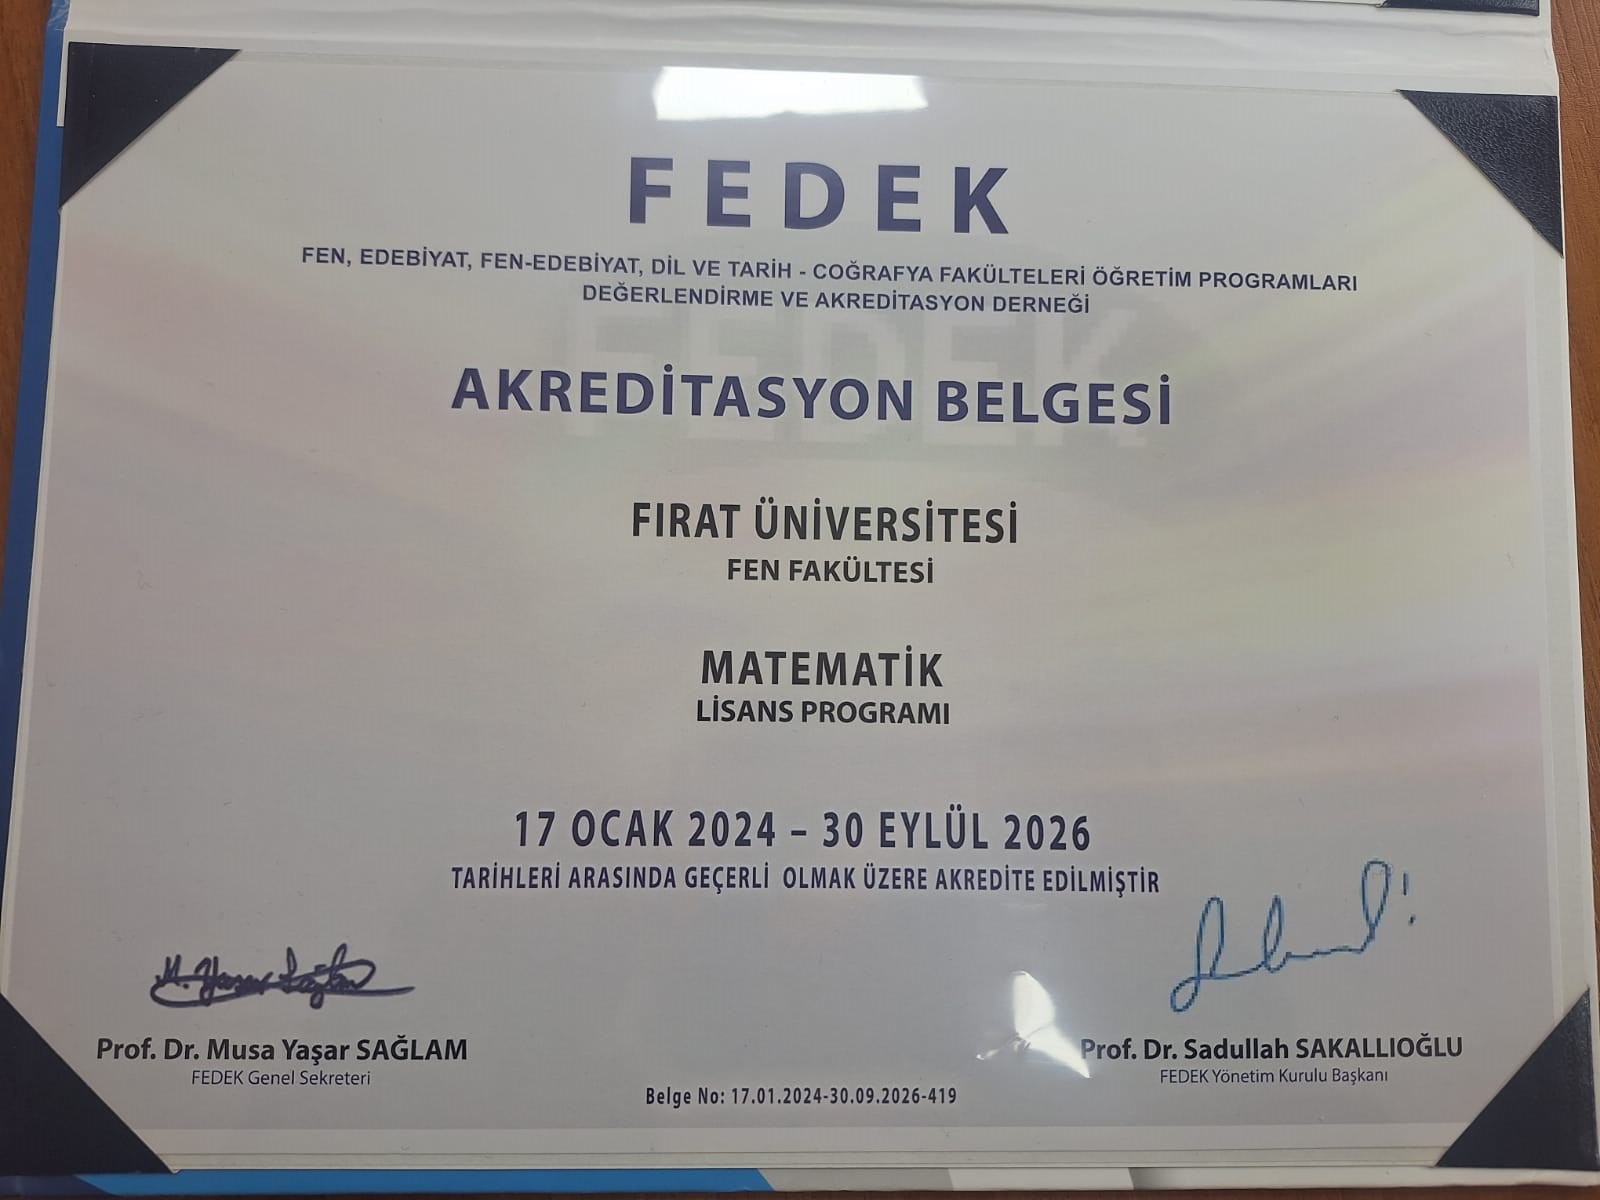 FEDEK
FEN, EDEBİYAT, FEN-EDEBİYAT, DİL VE TARİH - COĞRAFYA FAKÜLTELERİ ÖĞRETİM PROGRAMLARI
DEĞERLENDİRME VE AKREDİTASYON DERNEĞİ
FEDEK
AKREDİTASYON BELGESİ
FIRAT ÜNİVERSİTESİ
FEN FAKÜLTESİ
MATEMATİK
LİSANS PROGRAMI
17 OCAK 2024 – 30 EYLÜL 2026
TARİHLERİ ARASINDA GEÇERLİ OLMAK ÜZERE AKREDİTE EDİLMİŞTİR
M. Yaşar Sağlam
Prof. Dr. Musa Yaşar SAĞLAM
FEDEK Genel Sekreteri
Prof. Dr. Sadullah SAKALLIOĞLU
FEDEK Yönetim Kurulu Başkanı
Belge No: 17.01.2024-30.09.2026-419